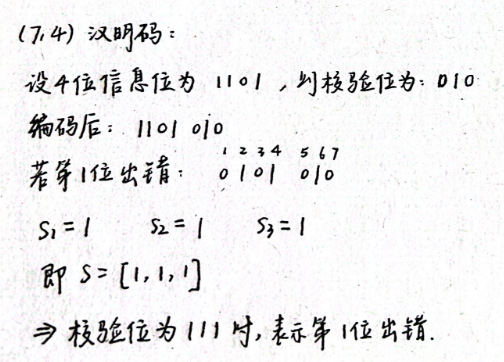 (7,4) 汉明码：
设4位信息位为 1101，则校验位为：010
编码后：1101 010
1 2 3 4 5 6 7
若第1位出错：0101 010
S1=1 S2=1 S3=1
即 S=[1,1,1]
⇒ 校验位为111时，表示第1位出错.